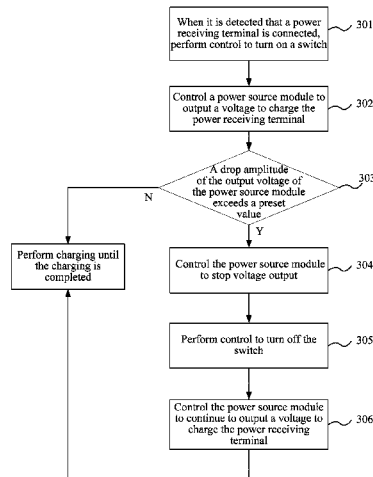 When it is detected that a power
receiving terminal is connected,
perform control to turn on a switch
301
Control a power source module to
output a voltage to charge the
power receiving terminal
302
A drop amplitude
of the output voltage of
the power source module
exceeds a preset
value
303
N
Y
Perform charging until
the charging is
completed
Control the power source module
to stop voltage output
304
Perform control to turn off the
switch
305
Control the power source module
to continue to output a voltage to
charge the power receiving
terminal
306